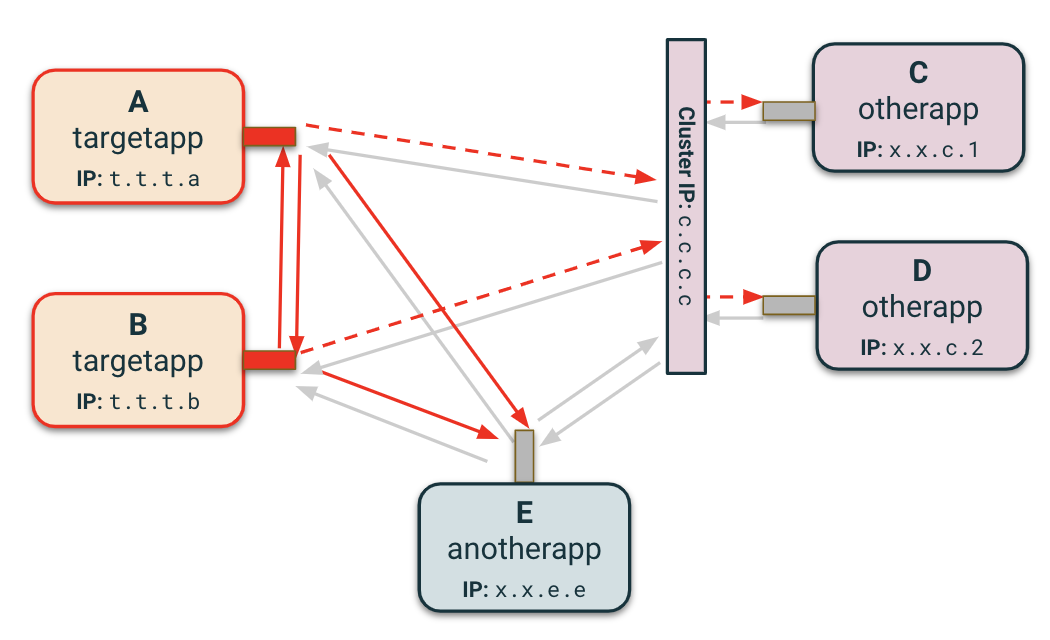 A
targetapp
IP: t.t.t.a
B
targetapp
IP: t.t.t.b
Cluster IP: c.c.c.c
C
otherapp
IP: x.x.c.1
D
otherapp
IP: x.x.c.2
E
anotherapp
IP: x.x.e.e